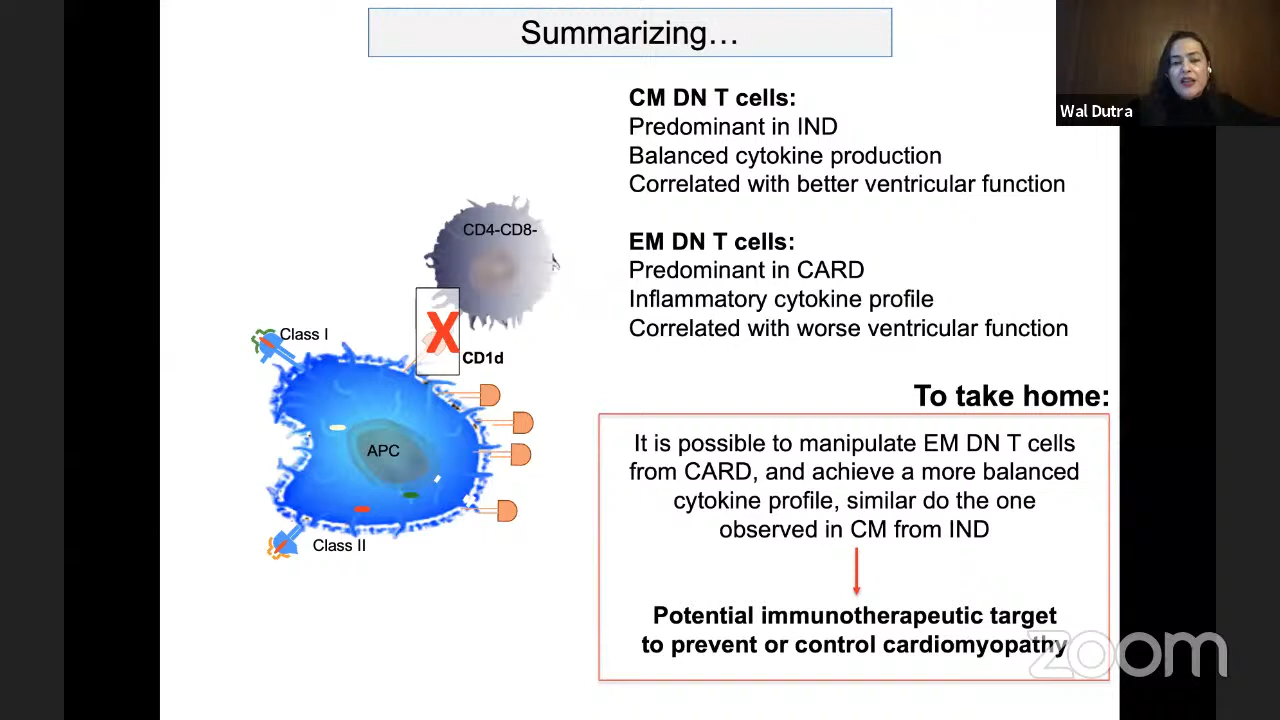 Summarizing…
Wal Dutra
CM DN T cells:
Predominant in IND
Balanced cytokine production
Correlated with better ventricular function
EM DN T cells:
Predominant in CARD
Inflammatory cytokine profile
Correlated with worse ventricular function
CD4-CD8-
X
Class I
CD1d
APC
Class II
To take home:
It is possible to manipulate EM DN T cells
from CARD, and achieve a more balanced
cytokine profile, similar do the one
observed in CM from IND
Potential immunotherapeutic target
to prevent or control cardiomyopathy
zoom